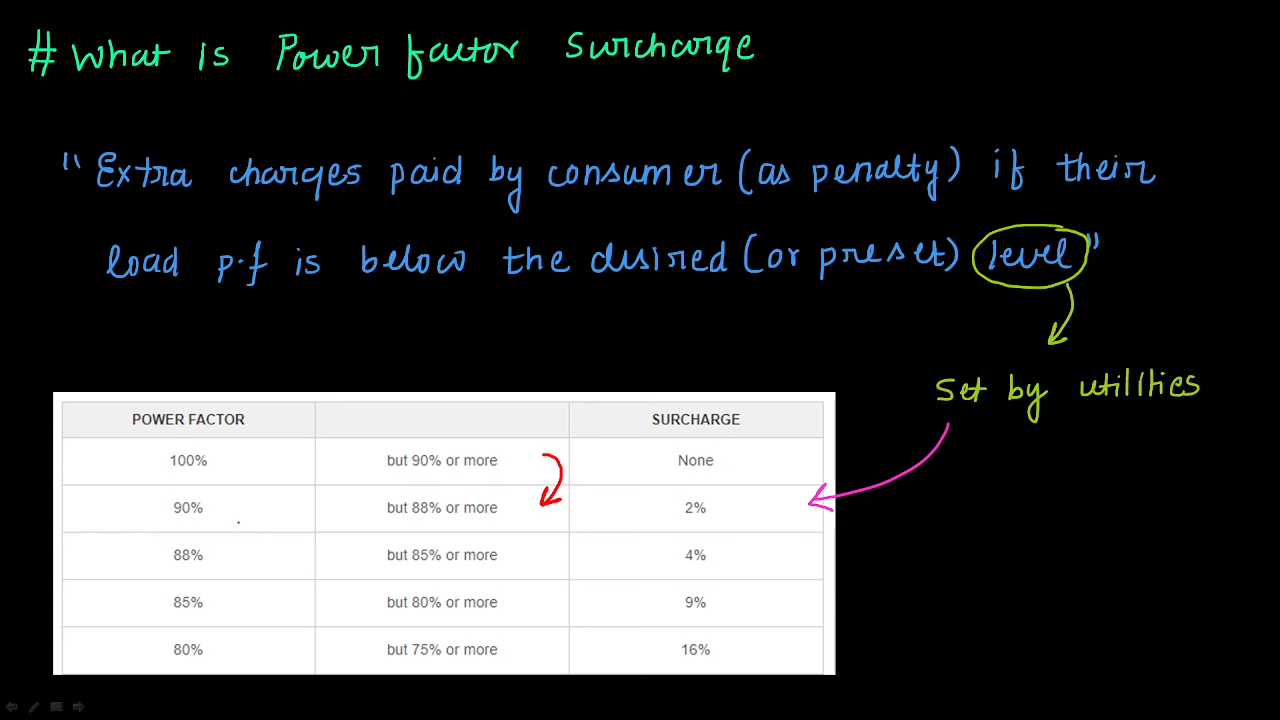 # What is Power factor Surcharge
"Extra charges paid by consumer (as penalty) if their
load p.f is below the desired (or preset) level"
Set by utilities
POWER FACTOR SURCHARGE
100% but 90% or more None
90% but 88% or more 2%
88% but 85% or more 4%
85% but 80% or more 9%
80% but 75% or more 16%